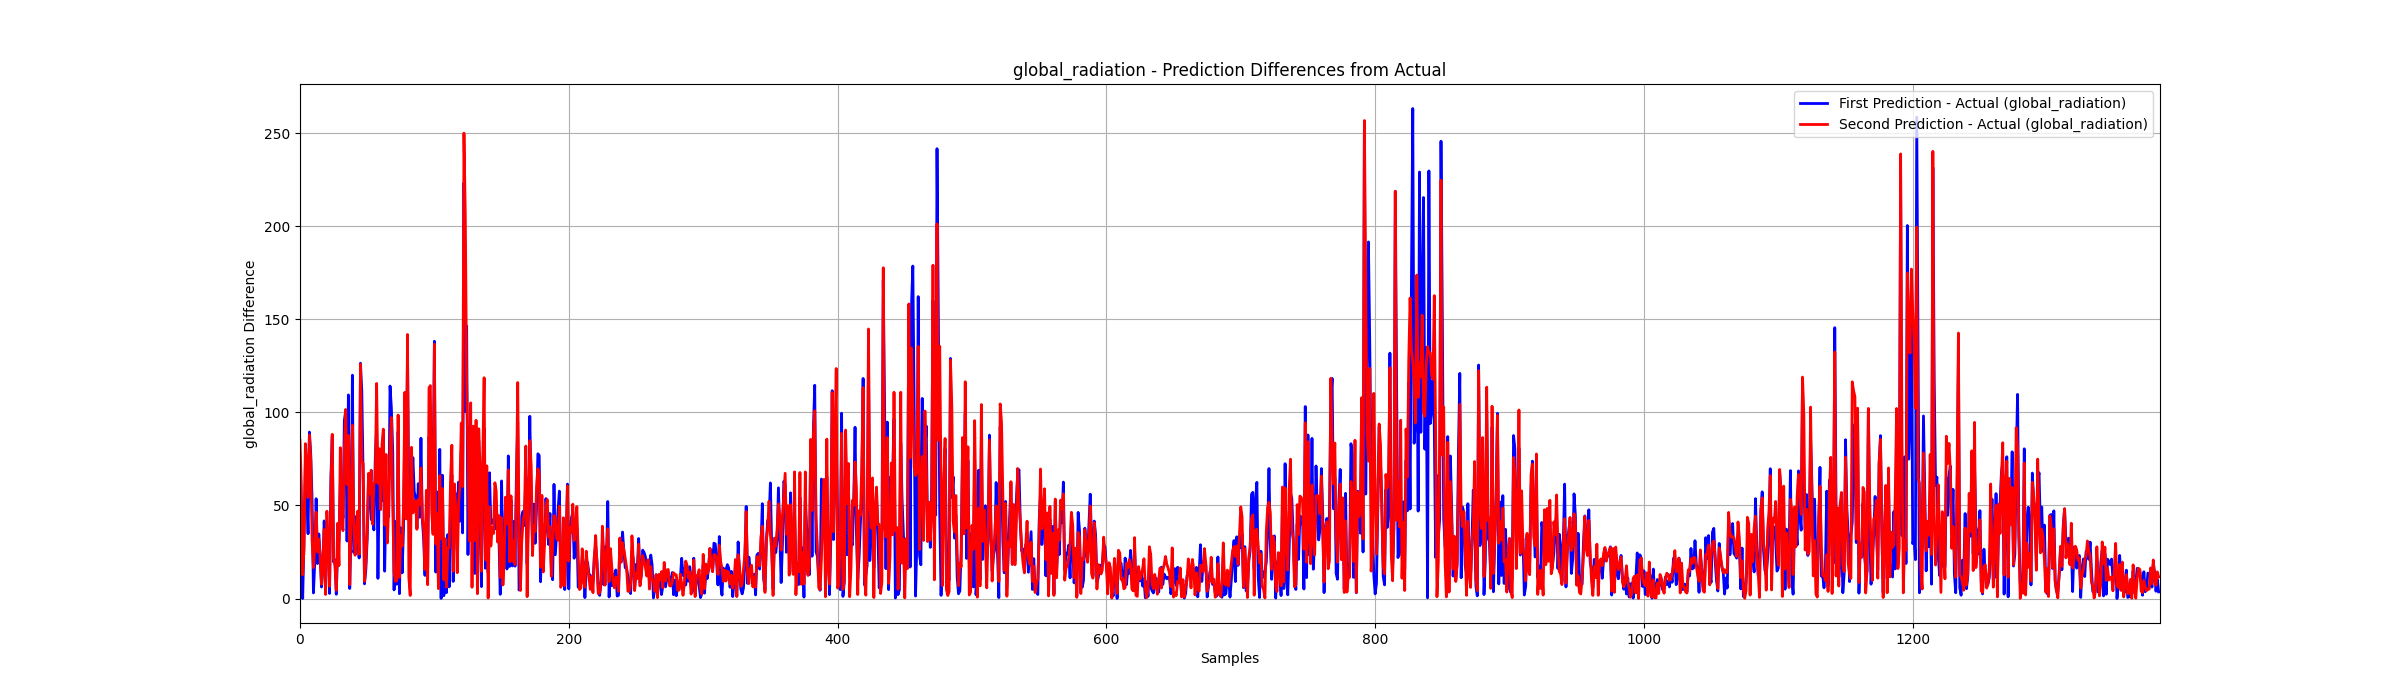 global_radiation - Prediction Differences from Actual
First Prediction - Actual (global_radiation)
Second Prediction - Actual (global_radiation)
global_radiation Difference
250
200
150
100
50
0
0 200 400 600 800 1000 1200
Samples